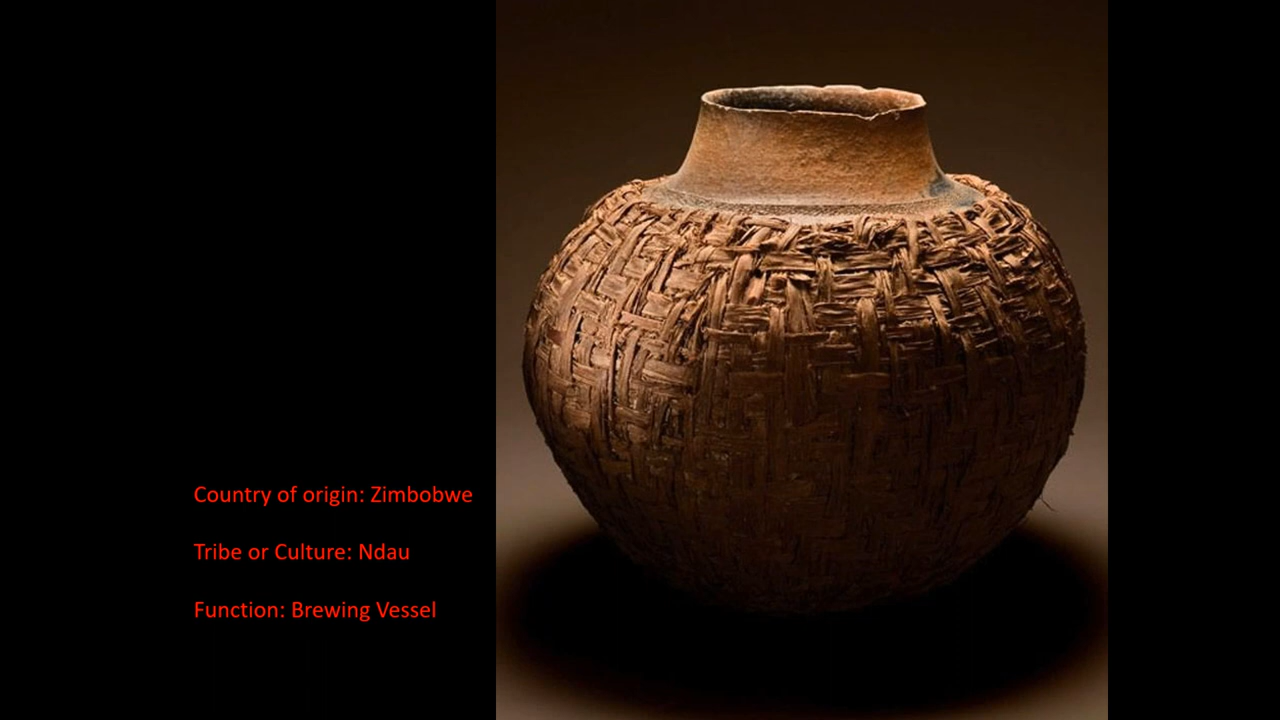 Country of origin: Zimbobwe
Tribe or Culture: Ndau
Function: Brewing Vessel